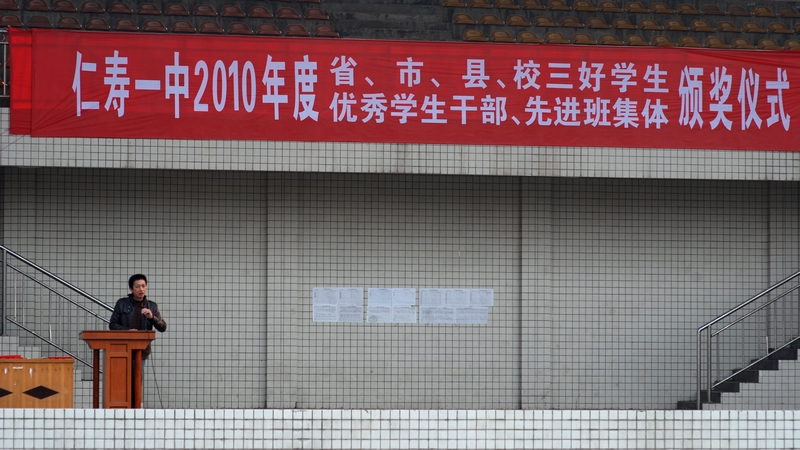 仁寿一中2010年度
省、市、县、校三好学生
优秀学生干部、先进班集体
颁奖仪式